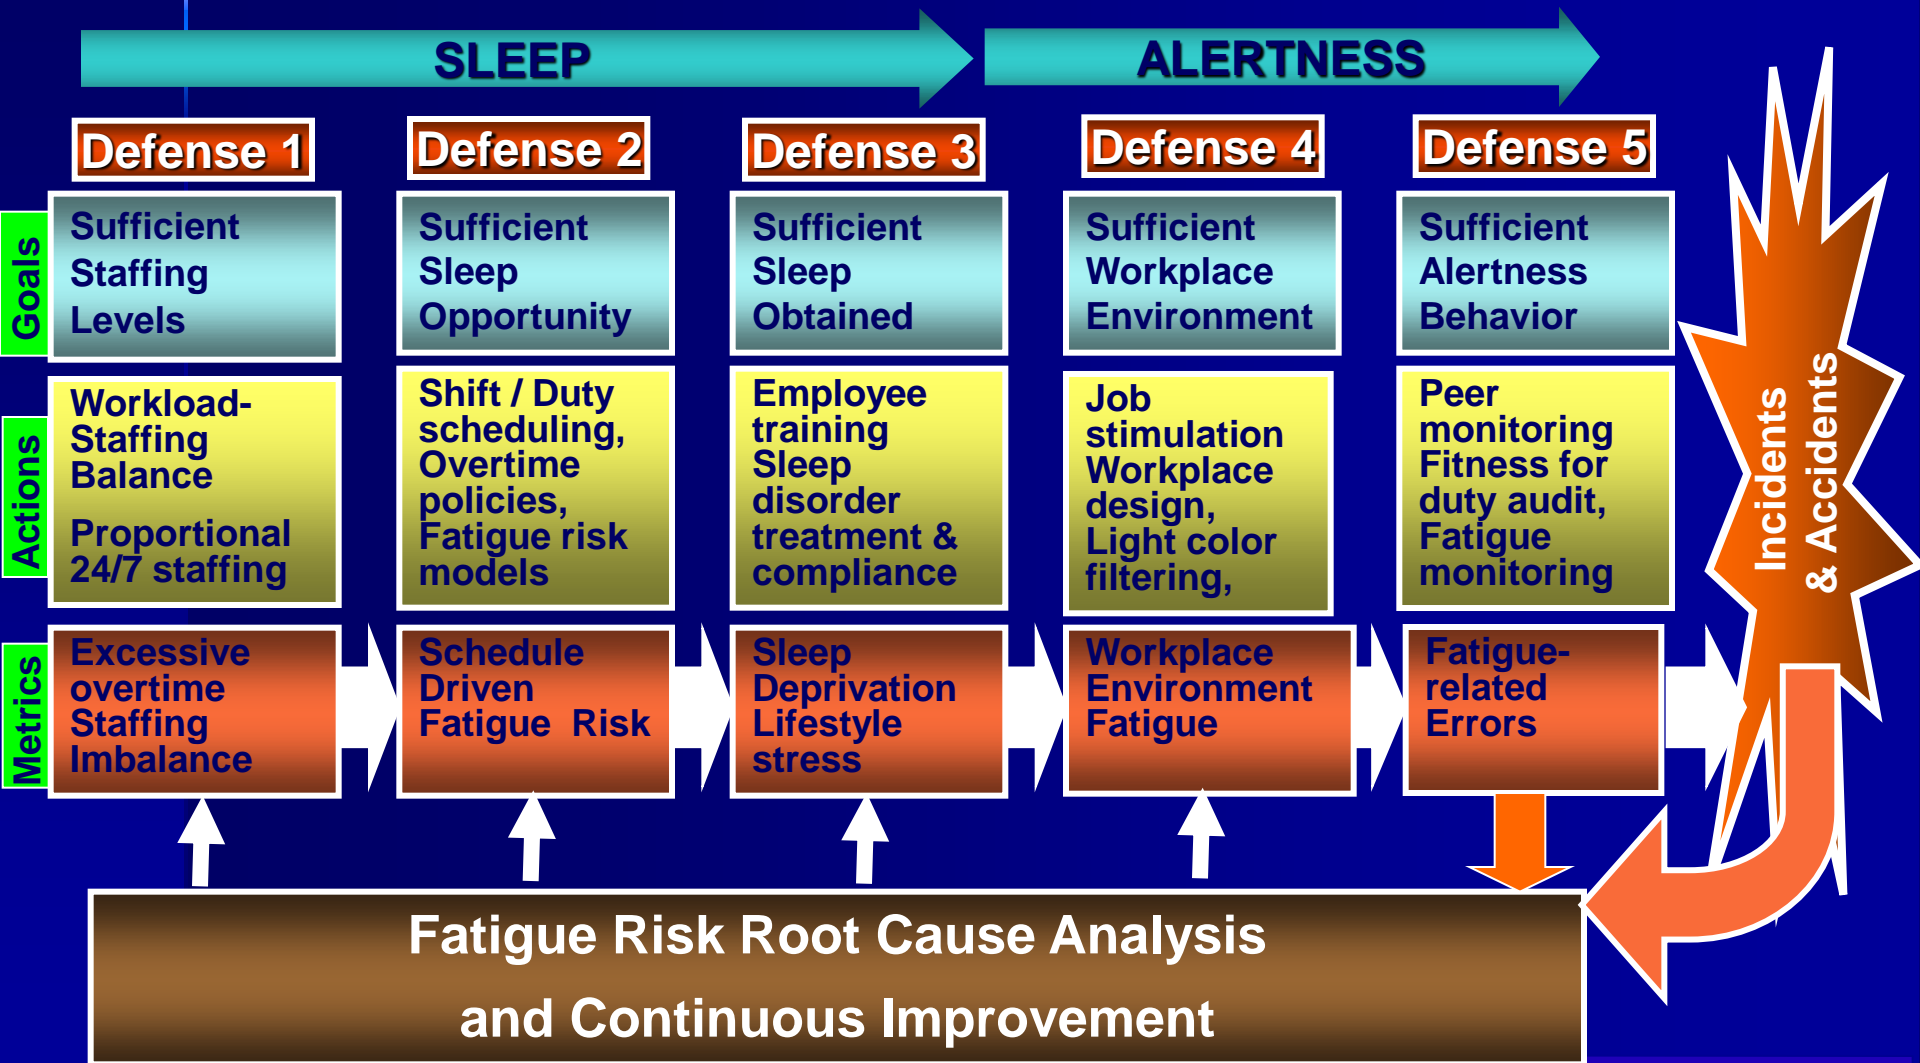 SLEEP
ALERTNESS
Defense 1
Defense 2
Defense 3
Defense 4
Defense 5
Goals
Sufficient
Staffing
Levels
Sufficient
Sleep
Opportunity
Sufficient
Sleep
Obtained
Sufficient
Workplace
Environment
Sufficient
Alertness
Behavior
Actions
Workload-
Staffing
Balance
Proportional
24/7 staffing
Shift / Duty
scheduling,
Overtime
policies,
Fatigue risk
models
Employee
training
Sleep
disorder
treatment &
compliance
Job
stimulation
Workplace
design,
Light color
filtering,
Peer
monitoring
Fitness for
duty audit,
Fatigue
monitoring
Metrics
Excessive
overtime
Staffing
Imbalance
Schedule
Driven
Fatigue Risk
Sleep
Deprivation
Lifestyle
stress
Workplace
Environment
Fatigue
Fatigue-
related
Errors
Incidents
& Accidents
Fatigue Risk Root Cause Analysis
and Continuous Improvement